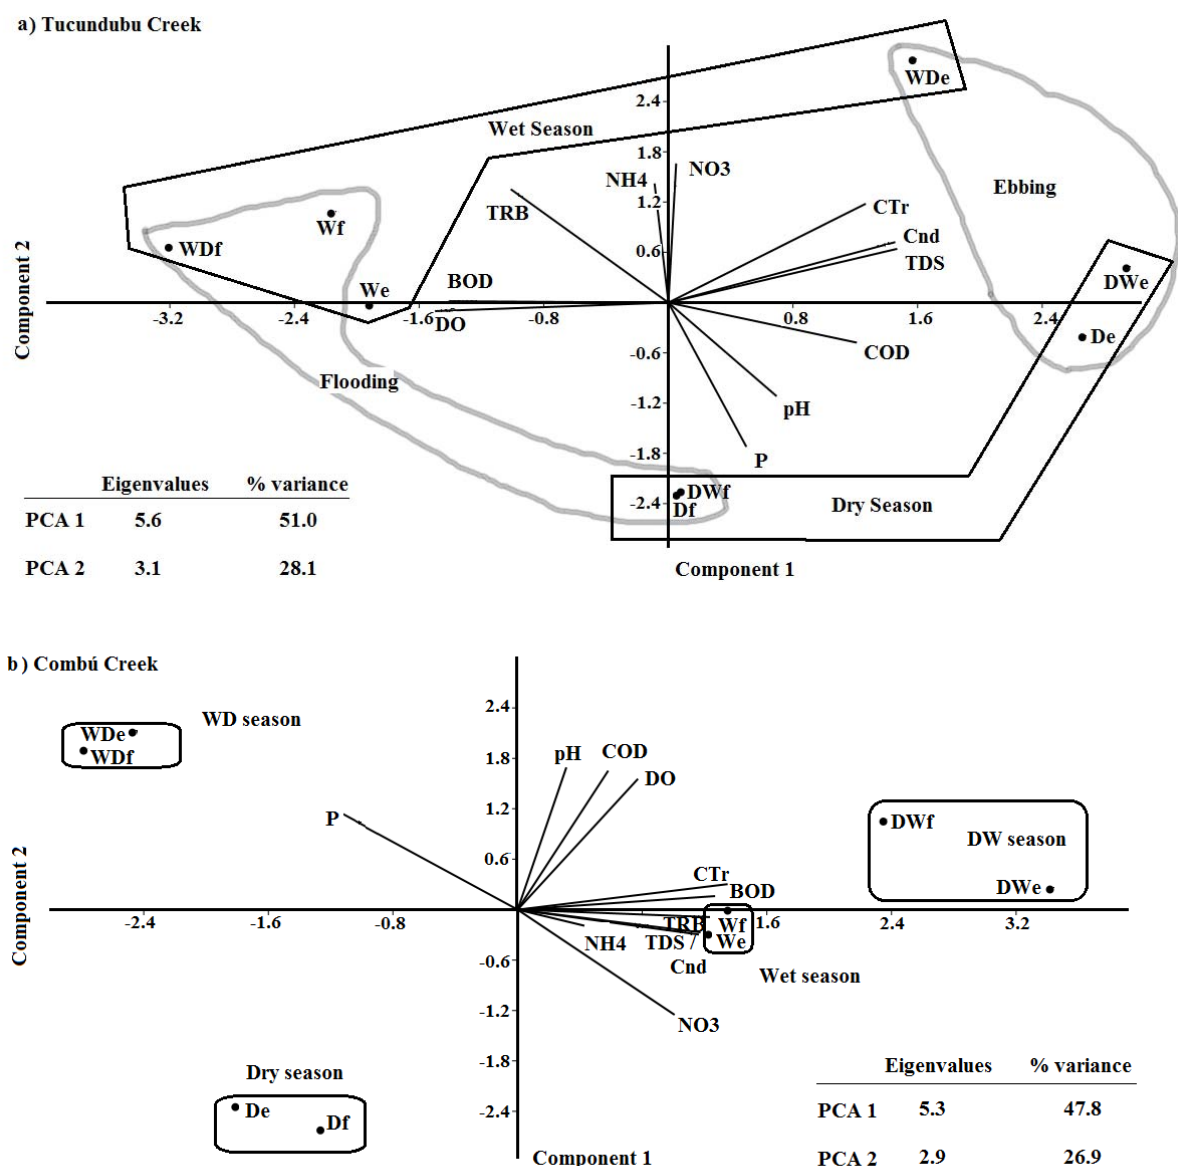 a) Tucundubu Creek
WDe
2.4
Wet Season
1.8
NO3
NH4
Ebbing
TRB
1.2
CTr
Wf
Cnd
WDf
0.6
TDS
Component 2
BOD
We
DWe
-3.2
-2.4
-1.6
-0.8
0.8
1.6
2.4
DO
De
COD
-0.6
Flooding
-1.2
pH
-1.8
P
Eigenvalues % variance
DWf
-2.4
Df
Dry Season
PCA 1 5.6 51.0
PCA 2 3.1 28.1
Component 1
b) Combú Creek
WD season
2.4
WDe
WDf
pH
COD
1.8
DO
P
1.2
DWf
DW season
0.6
Component 2
CTr
BOD
DWe
-2.4
-1.6
-0.8
1.6
2.4
3.2
TRB
Wf
NH4
TDS /
We
Cnd
-0.6
Wet season
NO3
-1.2
-1.8
Dry season
Eigenvalues % variance
De
Df
-2.4
PCA 1 5.3 47.8
Component 1
PCA 2 2.9 26.9